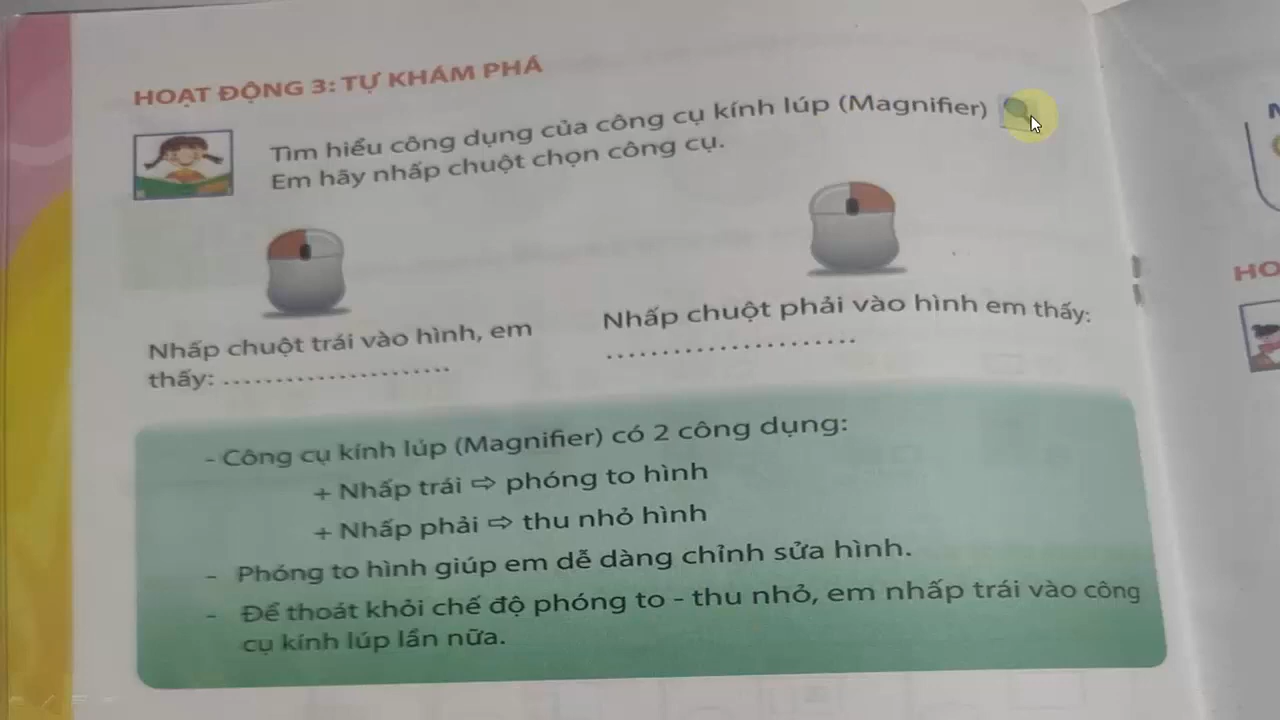 HOẠT ĐỘNG 3: TỰ KHÁM PHÁ
Tìm hiểu công dụng của công cụ kính lúp (Magnifier)
Em hãy nhấp chuột chọn công cụ.
Nhấp chuột trái vào hình, em
thấy: ......................
Nhấp chuột phải vào hình em thấy:
.......................
- Công cụ kính lúp (Magnifier) có 2 công dụng:
+ Nhấp trái ⇨ phóng to hình
+ Nhấp phải ⇨ thu nhỏ hình
- Phóng to hình giúp em dễ dàng chỉnh sửa hình.
- Để thoát khỏi chế độ phóng to - thu nhỏ, em nhấp trái vào công
cụ kính lúp lần nữa.
HO